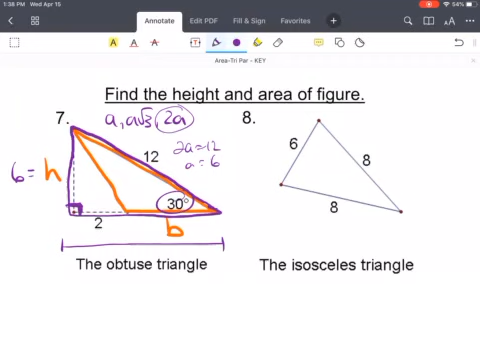 1:38 PM Wed Apr 15
54%
Annotate Edit PDF Fill & Sign Favorites +
Area-Tri Par - KEY
Find the height and area of figure.
7. a, a√3, 2a
8.
2a=12
a=6
12
6 = h
30°
2
b
6
8
8
The obtuse triangle
The isosceles triangle